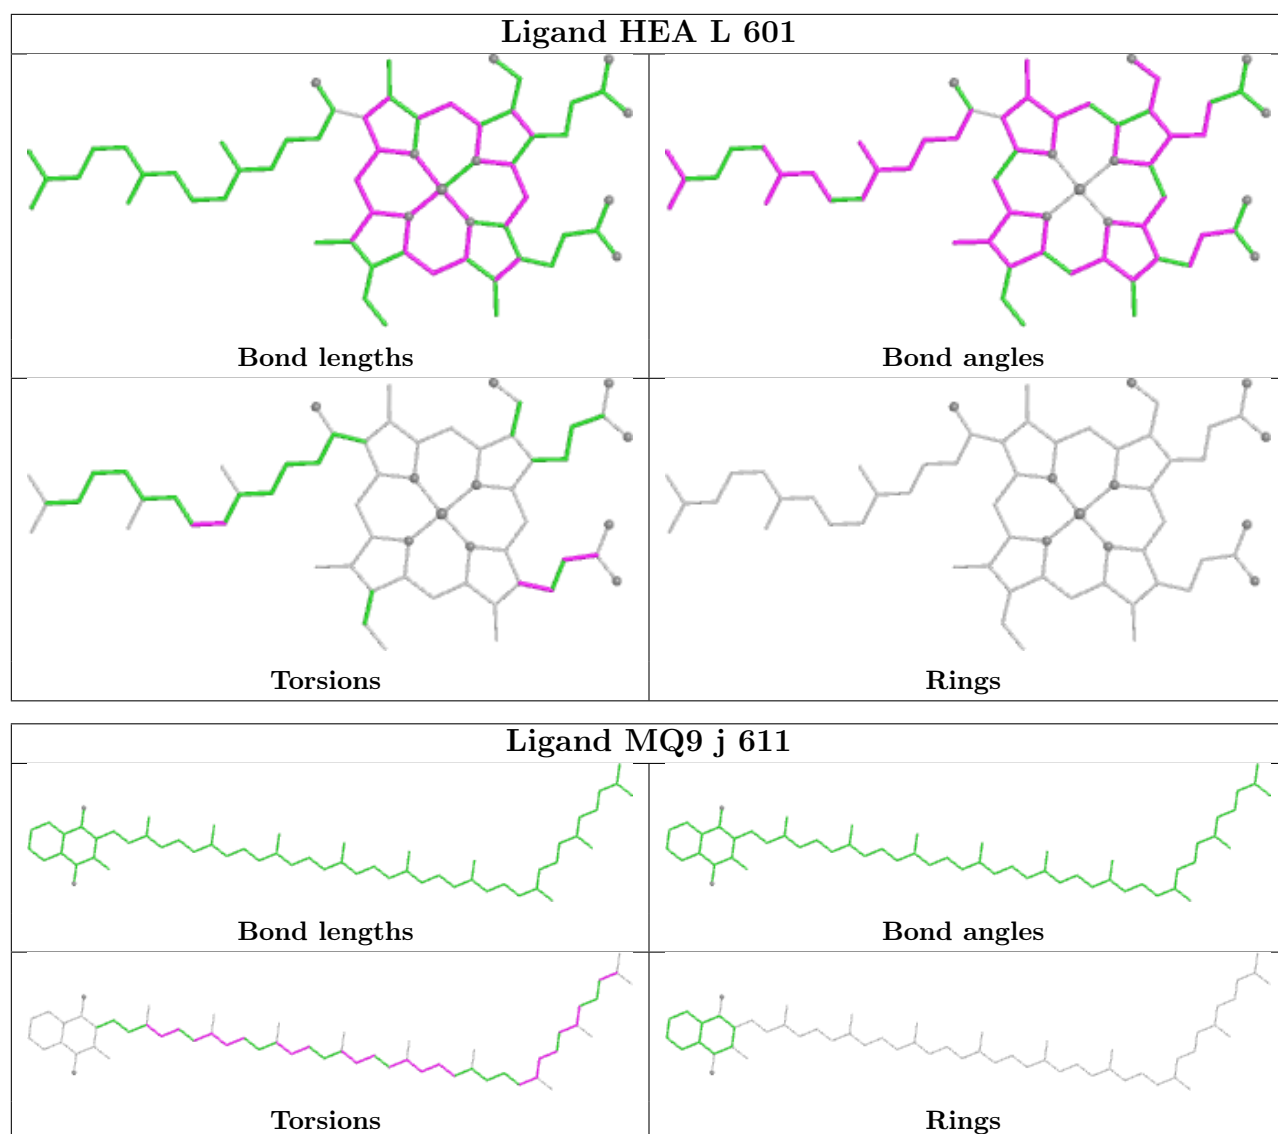 Ligand HEA L 601
Bond lengths
Bond angles
Torsions
Rings
Ligand MQ9 j 611
Bond lengths
Bond angles
Torsions
Rings